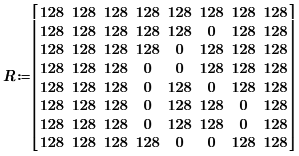 128 128 128 128 128 128 128 128
128 128 128 128 128 0 128 128
128 128 128 128 0 128 128 128
128 128 128 0 0 128 128 128
R:= 128 128 128 0 128 0 128 128
128 128 128 0 128 128 0 128
128 128 128 0 128 128 0 128
128 128 128 128 0 0 128 128